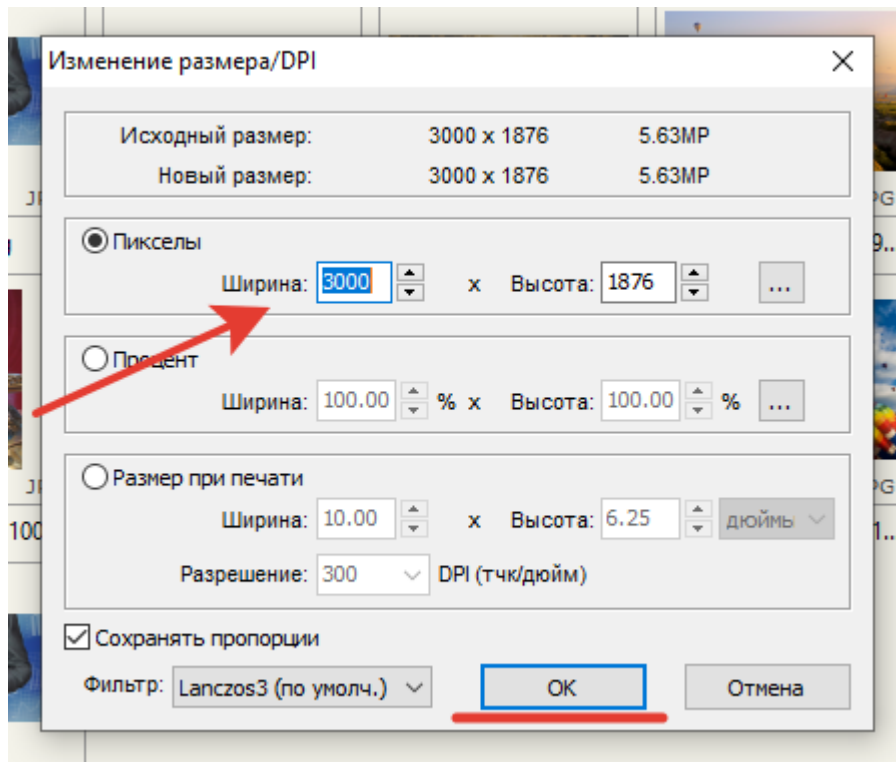 Изменение размера/DPI
Исходный размер: 3000 x 1876 5.63MP
Новый размер: 3000 x 1876 5.63MP
Пикселы
Ширина: 3000 x Высота: 1876 ...
Процент
Ширина: 100.00 % x Высота: 100.00 % ...
Размер при печати
Ширина: 10.00 x Высота: 6.25 дюймы
Разрешение: 300 DPI (тчк/дюйм)
Сохранять пропорции
Фильтр: Lanczos3 (по умолч.) OK Отмена